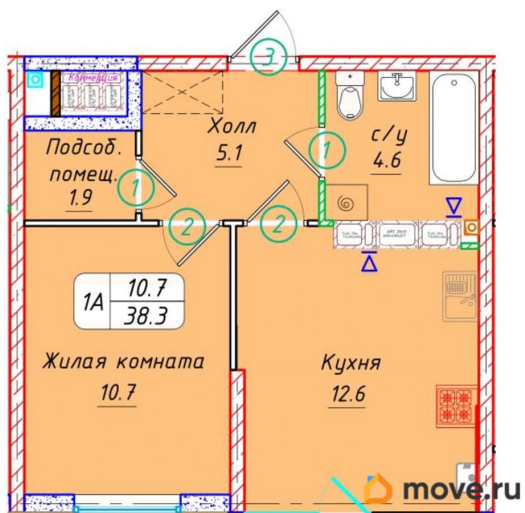 3
Коммерция
Холл
5.1
с/у
4.6
Подсоб.
помещ.
1.9
1
1
2
2
1А
10.7
38.3
Жилая комната
10.7
Кухня
12.6
move.ru